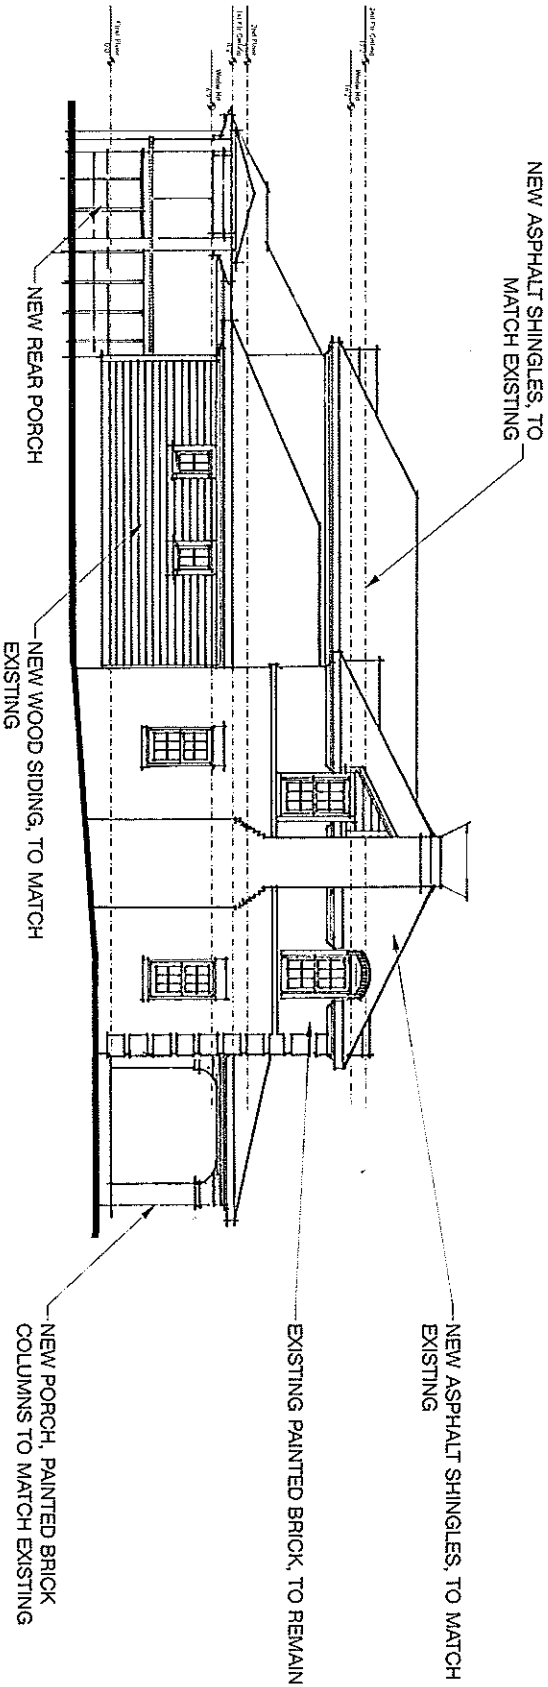 NEW ASPHALT SHINGLES, TO
MATCH EXISTING
NEW ASPHALT SHINGLES, TO MATCH
EXISTING
EXISTING PAINTED BRICK, TO REMAIN
NEW PORCH, PAINTED BRICK
COLUMNS TO MATCH EXISTING
NEW WOOD SIDING, TO MATCH
EXISTING
NEW REAR PORCH
2nd Floor
First Floor